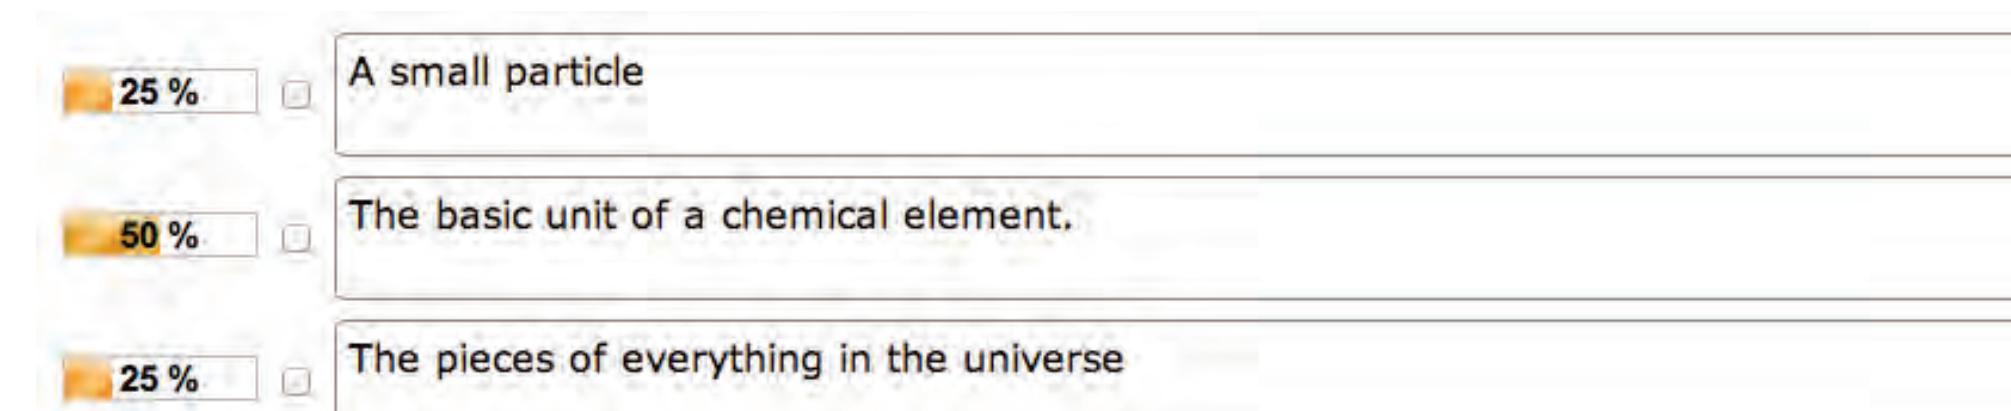 25 %
A small particle
50 %
The basic unit of a chemical element.
25 %
The pieces of everything in the universe